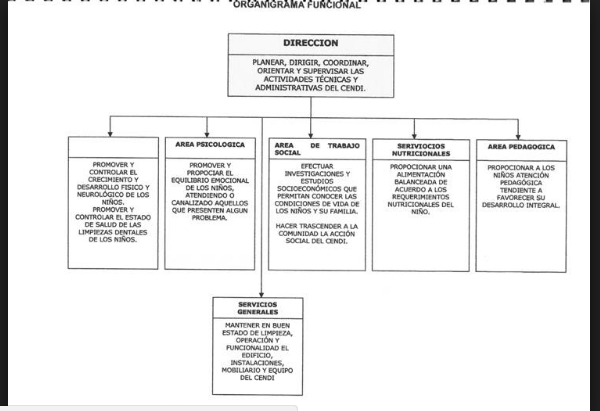 ORGANIGRAMA FUNCIONAL
DIRECCION
PLANEAR, DIRIGIR, COORDINAR,
ORIENTAR Y SUPERVISAR LAS
ACTIVIDADES TÉCNICAS Y
ADMINISTRATIVAS DEL CENDI.
PROMOVER Y
CONTROLAR EL
CRECIMIENTO Y
DESARROLLO FISICO Y
NEUROLÓGICO DE LOS
NIÑOS.
PROMOVER Y
CONTROLAR EL ESTADO
DE SALUD DE LAS
LIMPIEZAS DENTALES
DE LOS NIÑOS.
AREA PSICOLOGICA
PROMOVER Y
PROPOCIAR EL
EQUILIBRIO EMOCIONAL
DE LOS NIÑOS,
ATENDIENDO O
CANALIZADO AQUELLOS
QUE PRESENTEN ALGUN
PROBLEMA.
AREA DE TRABAJO
SOCIAL
EFECTUAR
INVESTIGACIONES Y
ESTUDIOS
SOCIOECONÓMICOS QUE
PERMITAN CONOCER LAS
CONDICIONES DE VIDA DE
LOS NIÑOS Y SU FAMILIA.
HACER TRASCENDER A LA
COMUNIDAD LA ACCIÓN
SOCIAL DEL CENDI.
SERIVIOCIOS
NUTRICIONALES
PROPOCIONAR UNA
ALIMENTACIÓN
BALANCEADA DE
ACUERDO A LOS
REQUERIMIENTOS
NUTRICIONALES DEL
NIÑO.
AREA PEDAGOGICA
PROPOCIONAR A LOS
NIÑOS ATENCIÓN
PEDAGÓGICA
TENDIENTE A
FAVORECER SU
DESARROLLO INTEGRAL.
SERVICIOS
GENERALES
MANTENER EN BUEN
ESTADO DE LIMPIEZA,
OPERACIÓN Y
FUNCIONALIDAD EL
EDIFICIO,
INSTALACIONES,
MOBILIARIO Y EQUIPO
DEL CENDI